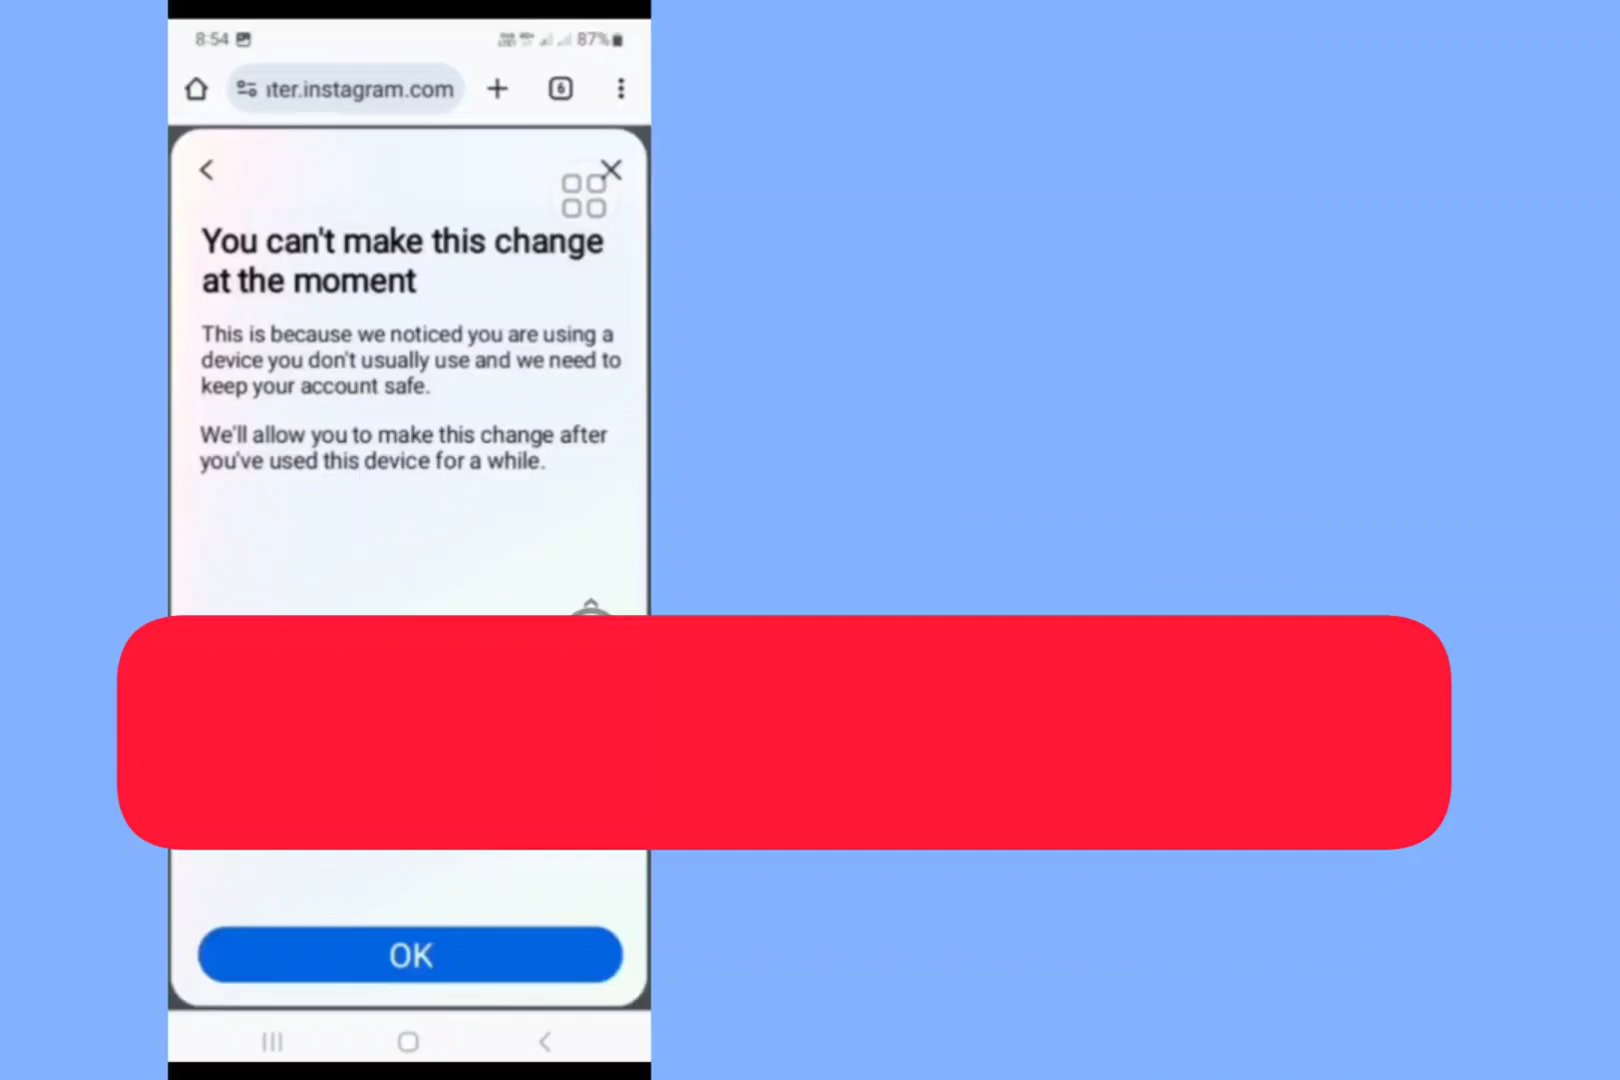 8:54
87%
ter.instagram.com
6
You can't make this change
at the moment
This is because we noticed you are using a
device you don't usually use and we need to
keep your account safe.
We'll allow you to make this change after
you've used this device for a while.
OK